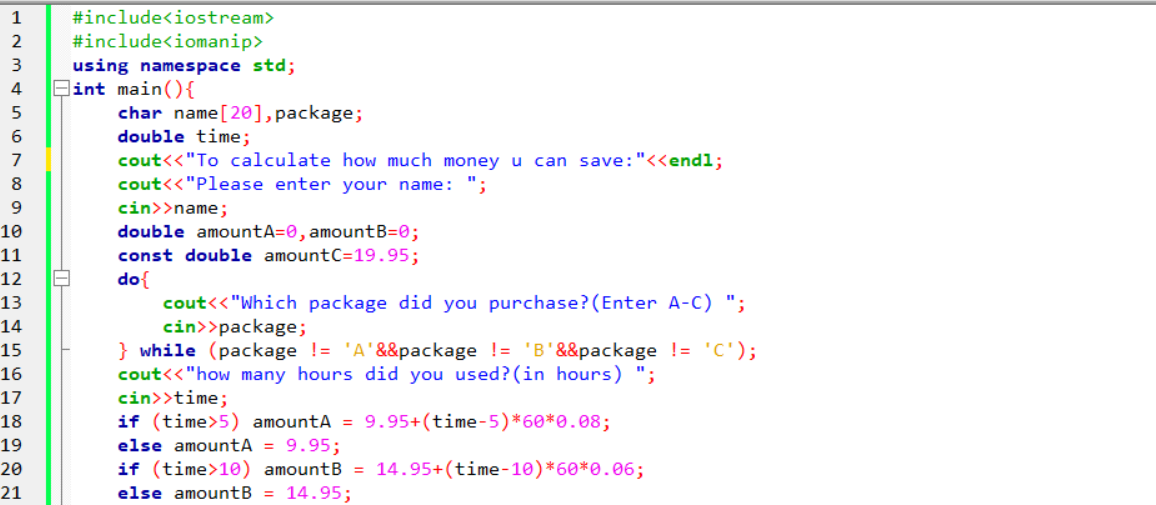 1 #include<iostream>
2 #include<iomanip>
3 using namespace std;
4 int main(){
5 char name[20],package;
6 double time;
7 cout<<"To calculate how much money u can save:"<<endl;
8 cout<<"Please enter your name: ";
9 cin>>name;
10 double amountA=0,amountB=0;
11 const double amountC=19.95;
12 do{
13 cout<<"Which package did you purchase?(Enter A-C) ";
14 cin>>package;
15 } while (package != 'A'&&package != 'B'&&package != 'C');
16 cout<<"how many hours did you used?(in hours) ";
17 cin>>time;
18 if (time>5) amountA = 9.95+(time-5)*60*0.08;
19 else amountA = 9.95;
20 if (time>10) amountB = 14.95+(time-10)*60*0.06;
21 else amountB = 14.95;